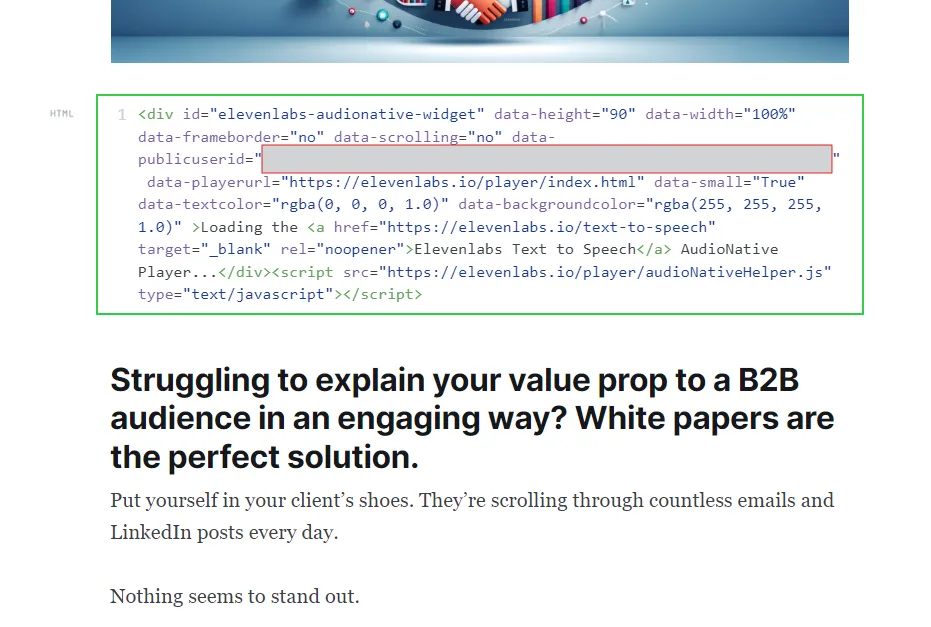 HTML
1 <div id="elevenlabs-audionative-widget" data-height="90" data-width="100%"
data-frameborder="no" data-scrolling="no" data-
publicuserid=" "
data-playerurl="https://elevenlabs.io/player/index.html" data-small="True"
data-textcolor="rgba(0, 0, 0, 1.0)" data-backgroundcolor="rgba(255, 255, 255,
1.0)" >Loading the <a href="https://elevenlabs.io/text-to-speech"
target="_blank" rel="noopener">Elevenlabs Text to Speech</a> AudioNative
Player...</div><script src="https://elevenlabs.io/player/audioNativeHelper.js"
type="text/javascript"></script>
Struggling to explain your value prop to a B2B
audience in an engaging way? White papers are
the perfect solution.
Put yourself in your client’s shoes. They’re scrolling through countless emails and
LinkedIn posts every day.
Nothing seems to stand out.